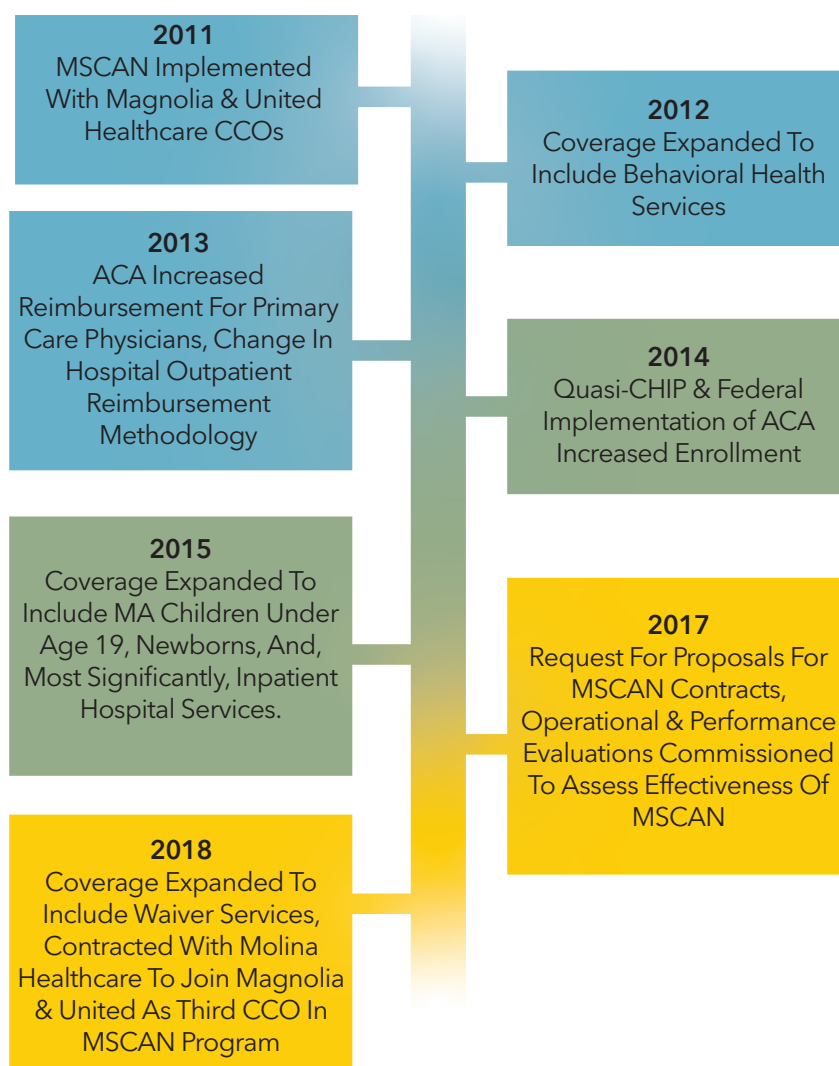 2011
MSCAN Implemented
With Magnolia & United
Healthcare CCOs
2012
Coverage Expanded To
Include Behavioral Health
Services
2013
ACA Increased
Reimbursement For Primary
Care Physicians, Change In
Hospital Outpatient
Reimbursement
Methodology
2014
Quasi-CHIP & Federal
Implementation of ACA
Increased Enrollment
2015
Coverage Expanded To
Include MA Children Under
Age 19, Newborns, And,
Most Significantly, Inpatient
Hospital Services.
2017
Request For Proposals For
MSCAN Contracts,
Operational & Performance
Evaluations Commissioned
To Assess Effectiveness Of
MSCAN
2018
Coverage Expanded To
Include Waiver Services,
Contracted With Molina
Healthcare To Join Magnolia
& United As Third CCO In
MSCAN Program